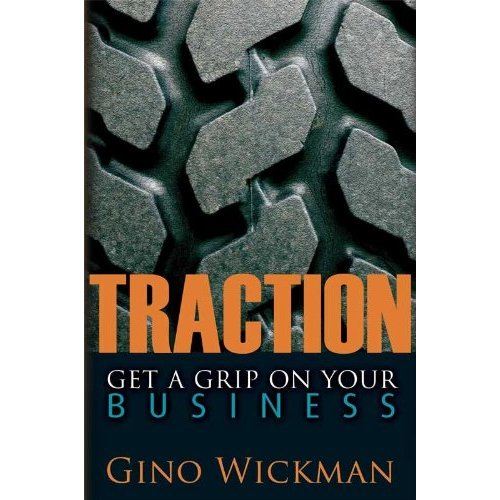 TRACTION
GET A GRIP ON YOUR
BUSINESS
GINO WICKMAN